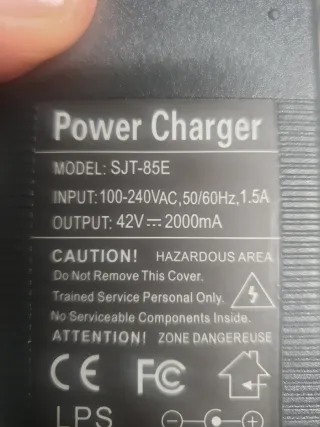 Power Charger
MODEL: SJT-85E
INPUT: 100-240VAC, 50/60Hz, 1.5A
OUTPUT: 42V⎓2000mA
CAUTION! HAZARDOUS AREA
Do Not Remove This Cover.
Trained Service Personal Only.
No Serviceable Components Inside.
ATTENTION! ZONE DANGEREUSE
CE FC
LPS